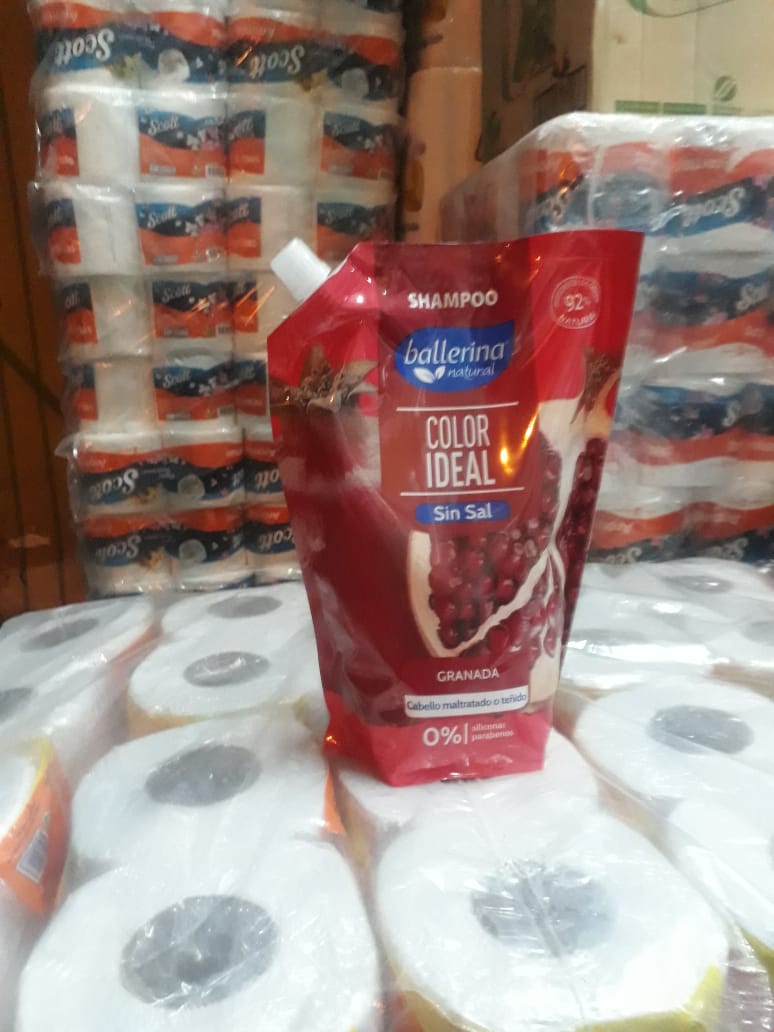 Scott
Scott
Scott
Scott
Scott
Scott
Scott
Scott
SHAMPOO
92%
NATURAL
ballerina
natural
COLOR
IDEAL
Sin Sal
GRANADA
Cabello maltratado o teñido
0% siliconas
parabenos